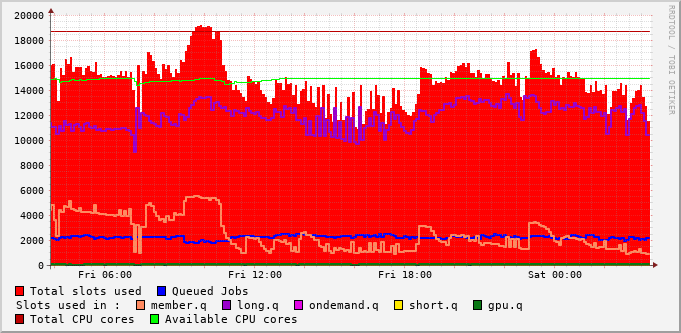 20000
18000
16000
14000
12000
10000
8000
6000
4000
2000
0
Fri 06:00 Fri 12:00 Fri 18:00 Sat 00:00
RRDTOOL / TOBI OETIKER
Total slots used Queued Jobs
Slots used in : member.q long.q ondemand.q short.q gpu.q
Total CPU cores Available CPU cores